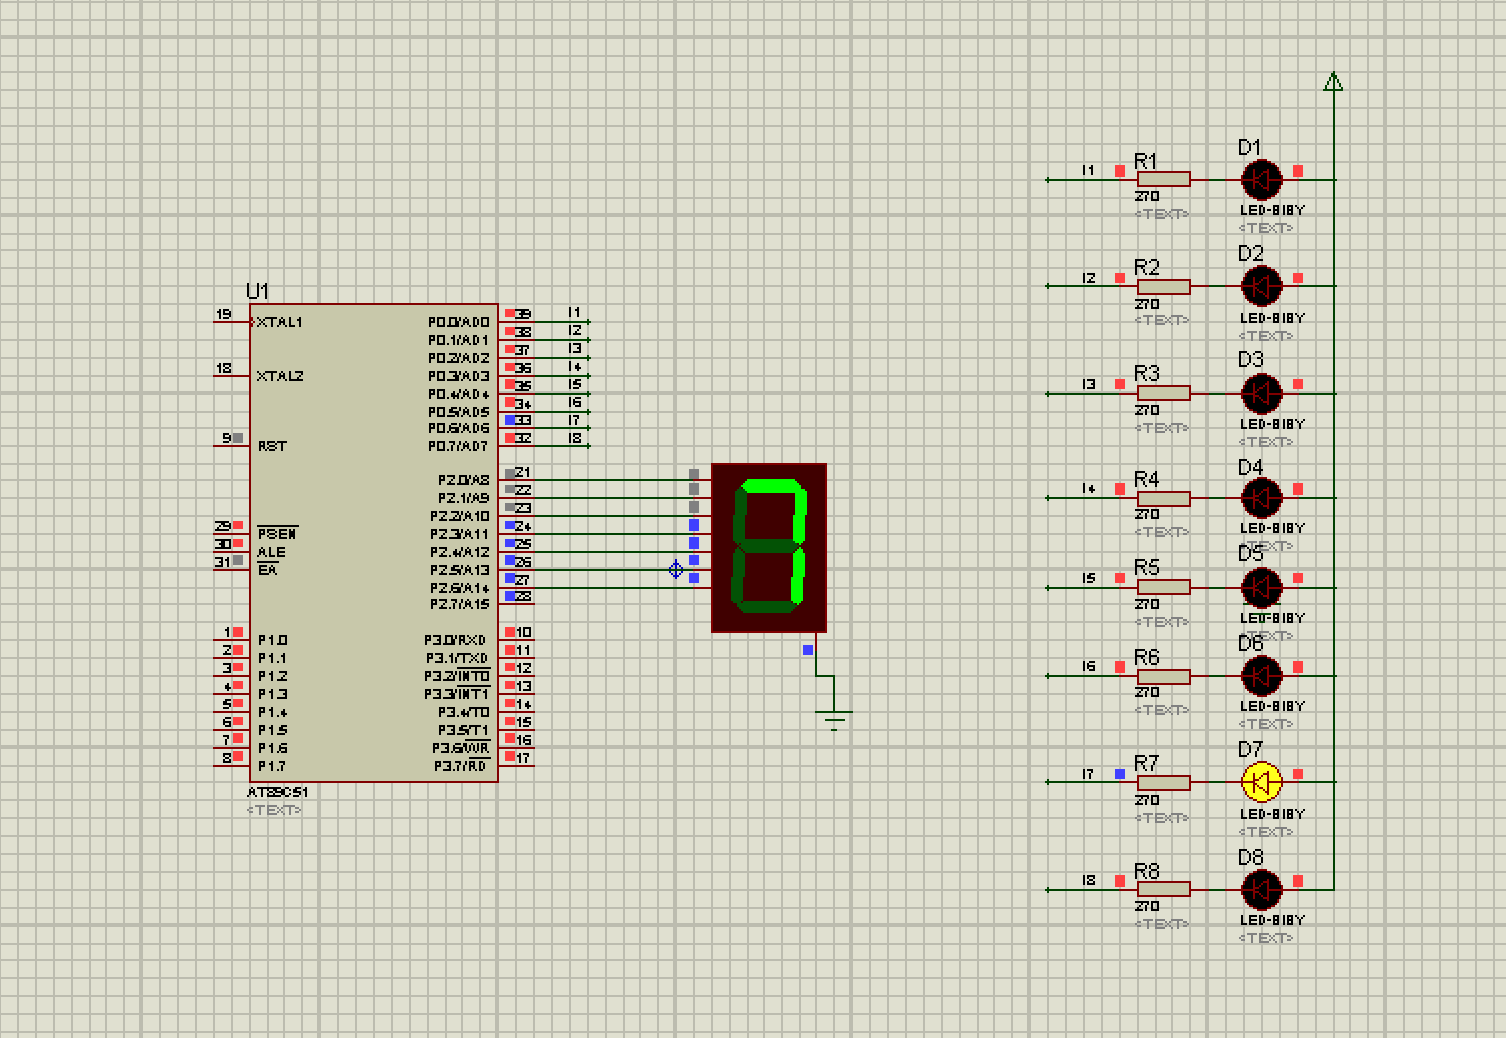 U1
19
XTAL1
18
XTAL2
9
RST
29
PSEN
30
ALE
31
EA
1
P1.0
2
P1.1
3
P1.2
4
P1.3
5
P1.4
6
P1.5
7
P1.6
8
P1.7
P0.0/AD0
39
I1
P0.1/AD1
38
I2
P0.2/AD2
37
I3
P0.3/AD3
36
I4
P0.4/AD4
35
I5
P0.5/AD5
34
I6
P0.6/AD6
33
I7
P0.7/AD7
32
I8
P2.0/A8
21
P2.1/A9
22
P2.2/A10
23
P2.3/A11
24
P2.4/A12
25
P2.5/A13
26
P2.6/A14
27
P2.7/A15
28
P3.0/RXD
10
P3.1/TXD
11
P3.2/INT0
12
P3.3/INT1
13
P3.4/T0
14
P3.5/T1
15
P3.6/WR
16
P3.7/RD
17
AT89C51
<TEXT>
7
I1
R1
270
<TEXT>
D1
LED-BIBY
<TEXT>
I2
R2
270
<TEXT>
D2
LED-BIBY
<TEXT>
I3
R3
270
<TEXT>
D3
LED-BIBY
<TEXT>
I4
R4
270
<TEXT>
D4
LED-BIBY
<TEXT>
I5
R5
270
<TEXT>
D5
LED-BIBY
<TEXT>
I6
R6
270
<TEXT>
D6
LED-BIBY
<TEXT>
I7
R7
270
<TEXT>
D7
LED-BIBY
<TEXT>
I8
R8
270
<TEXT>
D8
LED-BIBY
<TEXT>